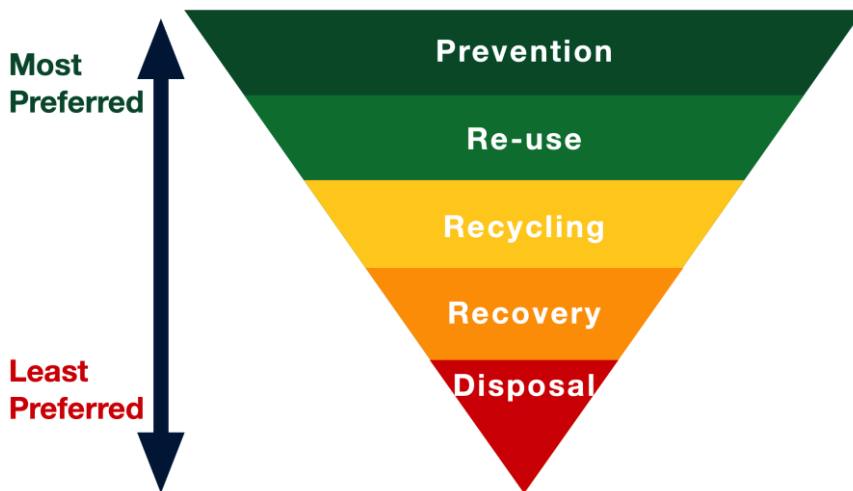 Most
Preferred
Prevention
Re-use
Recycling
Recovery
Disposal
Least
Preferred